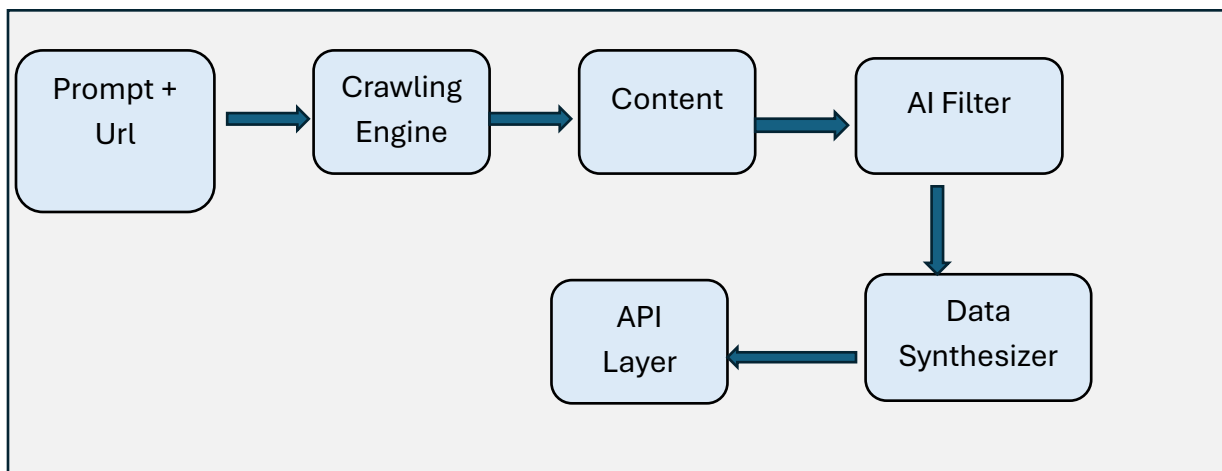 Prompt +
Url
Crawling
Engine
Content
AI Filter
Data
Synthesizer
API
Layer